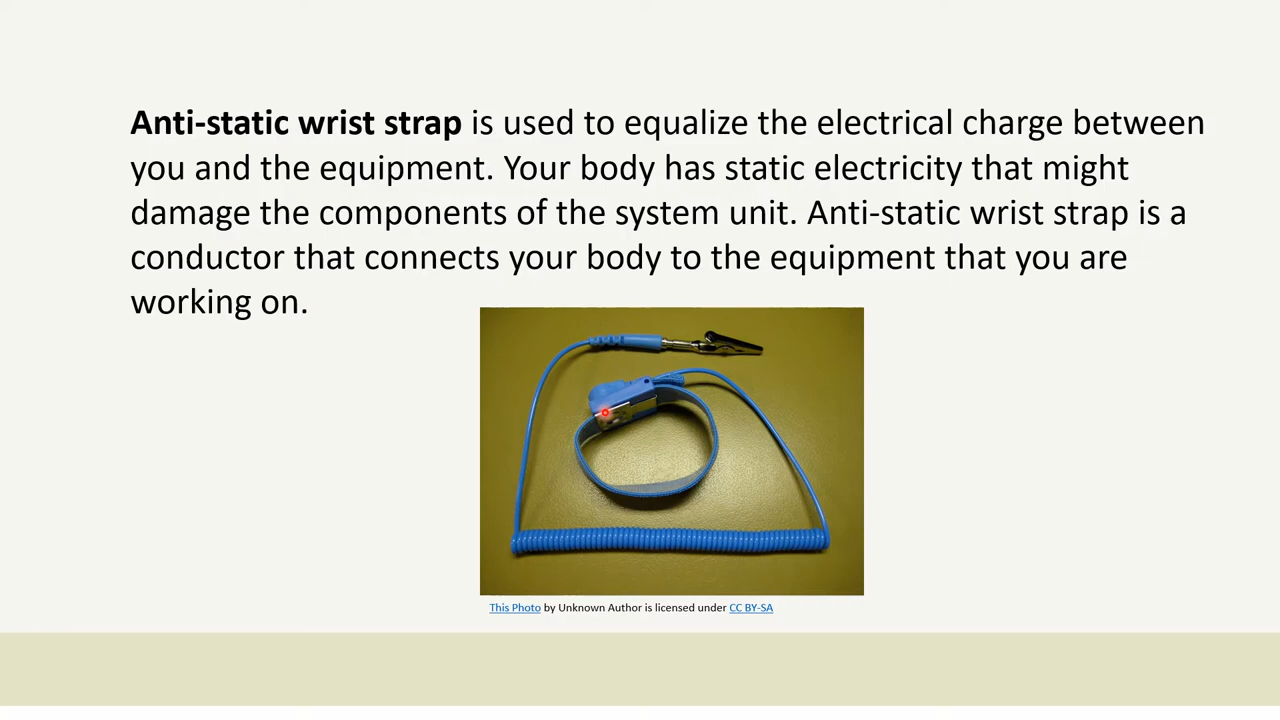 Anti-static wrist strap is used to equalize the electrical charge between
you and the equipment. Your body has static electricity that might
damage the components of the system unit. Anti-static wrist strap is a
conductor that connects your body to the equipment that you are
working on.
This Photo by Unknown Author is licensed under CC BY-SA